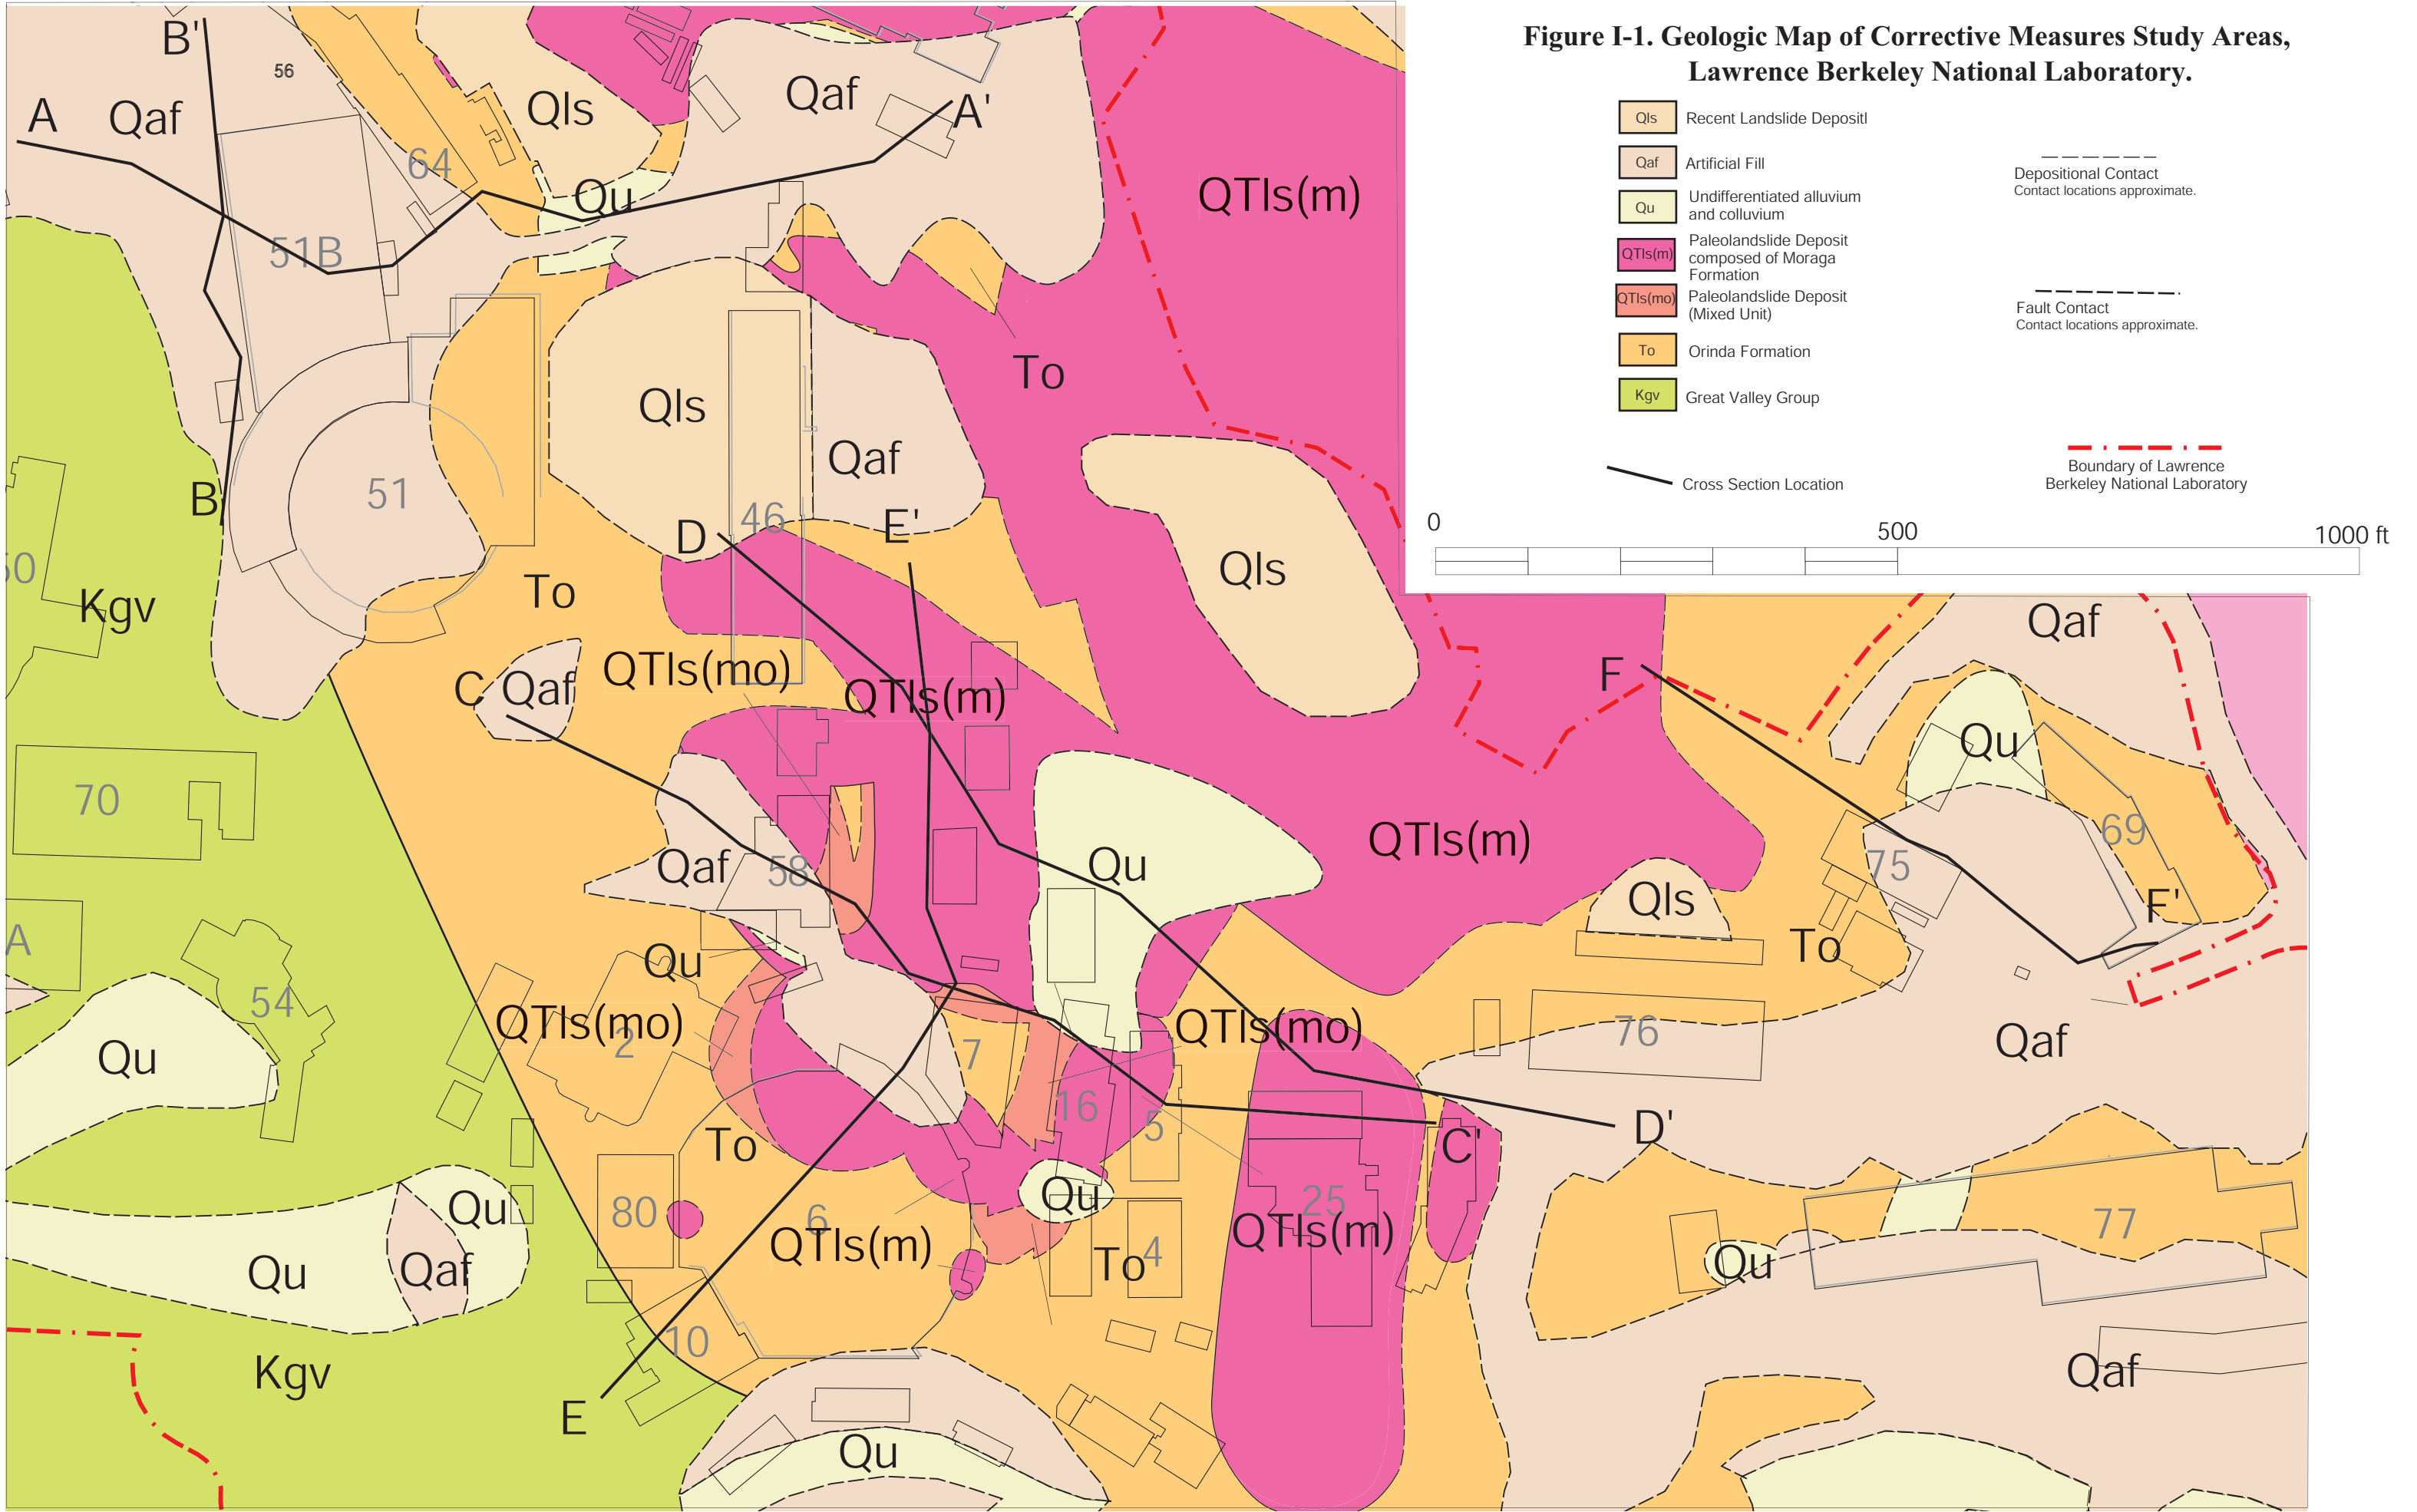 Figure I-1. Geologic Map of Corrective Measures Study Areas,
Lawrence Berkeley National Laboratory.
Qls Recent Landslide Depositl
Qaf Artificial Fill
Qu Undifferentiated alluvium
and colluvium
QTls(m) Paleolandslide Deposit
composed of Moraga
Formation
QTls(mo) Paleolandslide Deposit
(Mixed Unit)
To Orinda Formation
Kgv Great Valley Group
Depositional Contact
Contact locations approximate.
Fault Contact
Contact locations approximate.
Cross Section Location
Boundary of Lawrence
Berkeley National Laboratory
0 500 1000 ft
B'
56
A
Qaf
Qls
Qaf
A'
64
Qu
QTls(m)
51B
To
Qls
Qaf
51
B
46
D
E'
Qls
To
Kgv
C Qaf
QTls(mo)
QTls(m)
F
Qaf
Qu
70
QTls(m)
69
Qaf
58
Qu
75
Qls
F'
A
Qu
To
54
QTls(mo)
2
QTls(mo)
76
Qaf
Qu
7
16
5
To
C'
D'
Qu
80
6
Qu
25
QTls(m)
QTls(m)
77
Qu
Qaf
To
4
Qu
10
Kgv
Qaf
E
Qu